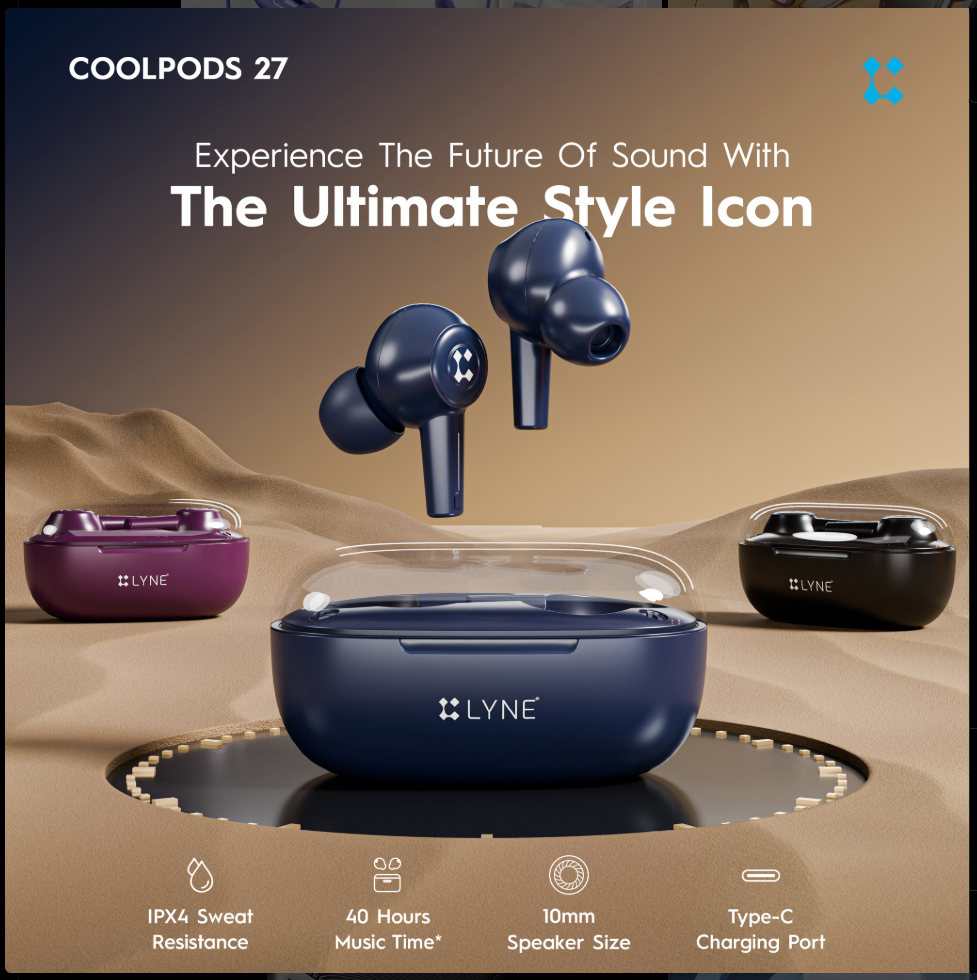 COOLPODS 27
Experience The Future Of Sound With
The Ultimate Style Icon
LYNE
LYNE
LYNE
IPX4 Sweat
Resistance
40 Hours
Music Time*
10mm
Speaker Size
Type-C
Charging Port